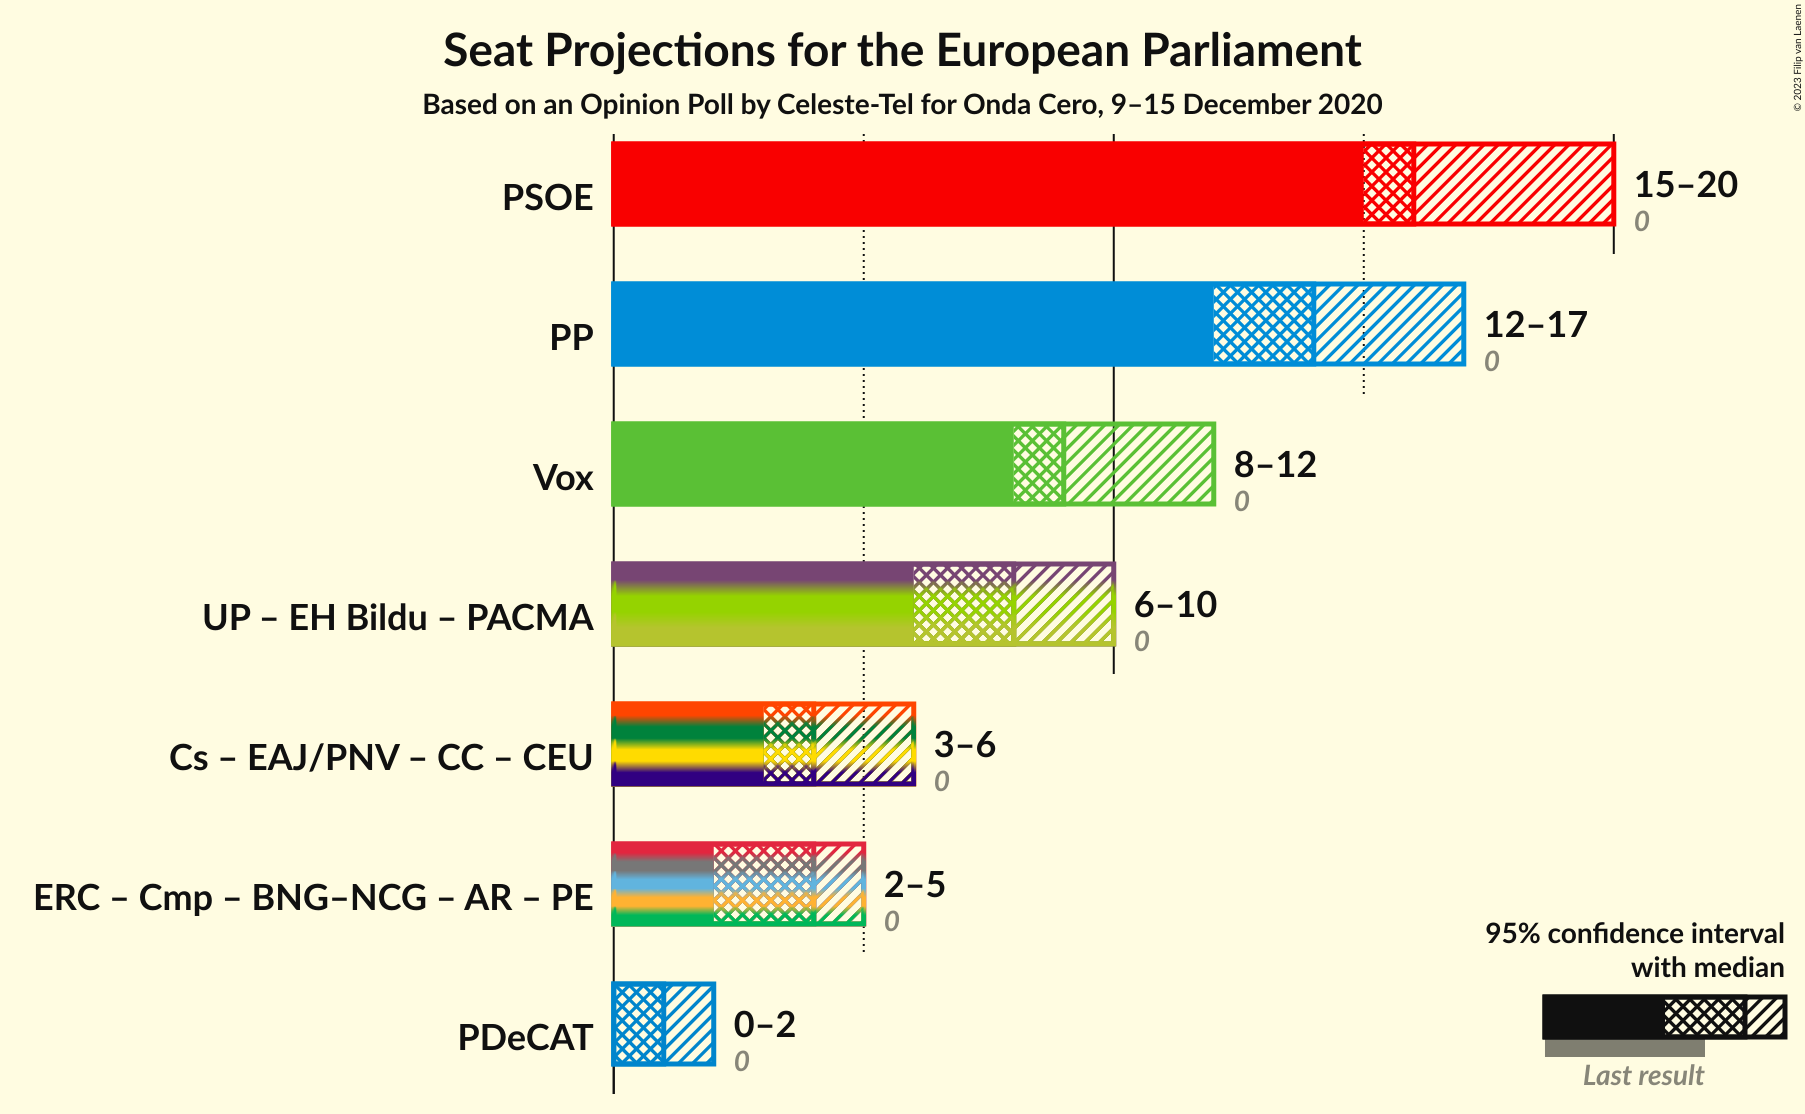 Seat Projections for the European Parliament
Based on an Opinion Poll by Celeste-Tel for Onda Cero, 9–15 December 2020
© 2023 Filip van Laenen
PSOE
15–20
0
PP
12–17
0
Vox
8–12
0
UP – EH Bildu – PACMA
6–10
0
Cs – EAJ/PNV – CC – CEU
3–6
0
ERC – Cmp – BNG–NCG – AR – PE
2–5
0
PDeCAT
0–2
0
95% confidence interval
with median
Last result